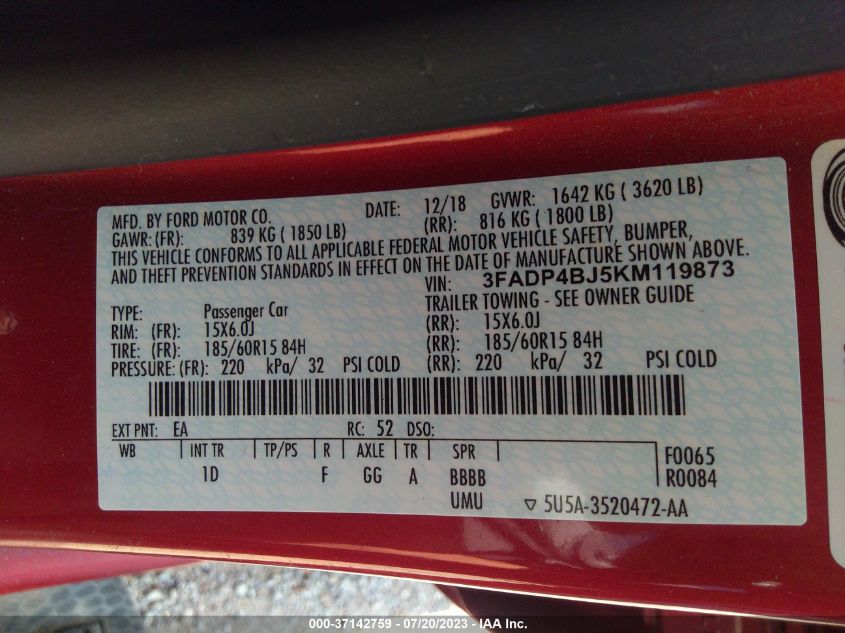 MFD. BY FORD MOTOR CO. DATE: 12/18 GVWR: 1642 KG ( 3620 LB)
GAWR: (FR): 839 KG ( 1850 LB) (RR): 816 KG ( 1800 LB)
THIS VEHICLE CONFORMS TO ALL APPLICABLE FEDERAL MOTOR VEHICLE SAFETY, BUMPER,
AND THEFT PREVENTION STANDARDS IN EFFECT ON THE DATE OF MANUFACTURE SHOWN ABOVE.
VIN: 3FADP4BJ5KM119873
TYPE: Passenger Car TRAILER TOWING - SEE OWNER GUIDE
RIM: (FR): 15X6.0J (RR): 15X6.0J
TIRE: (FR): 185/60R15 84H (RR): 185/60R15 84H
PRESSURE: (FR): 220 kPa/ 32 PSI COLD (RR): 220 kPa/ 32 PSI COLD
EXT PNT: EA RC: 52 DSO:
WB INT TR TP/PS R AXLE TR SPR F0065
1D F GG A BBBB R0084
UMU ▽ 5U5A-3520472-AA
000-37142759 — 07/20/2023 — IAA Inc.